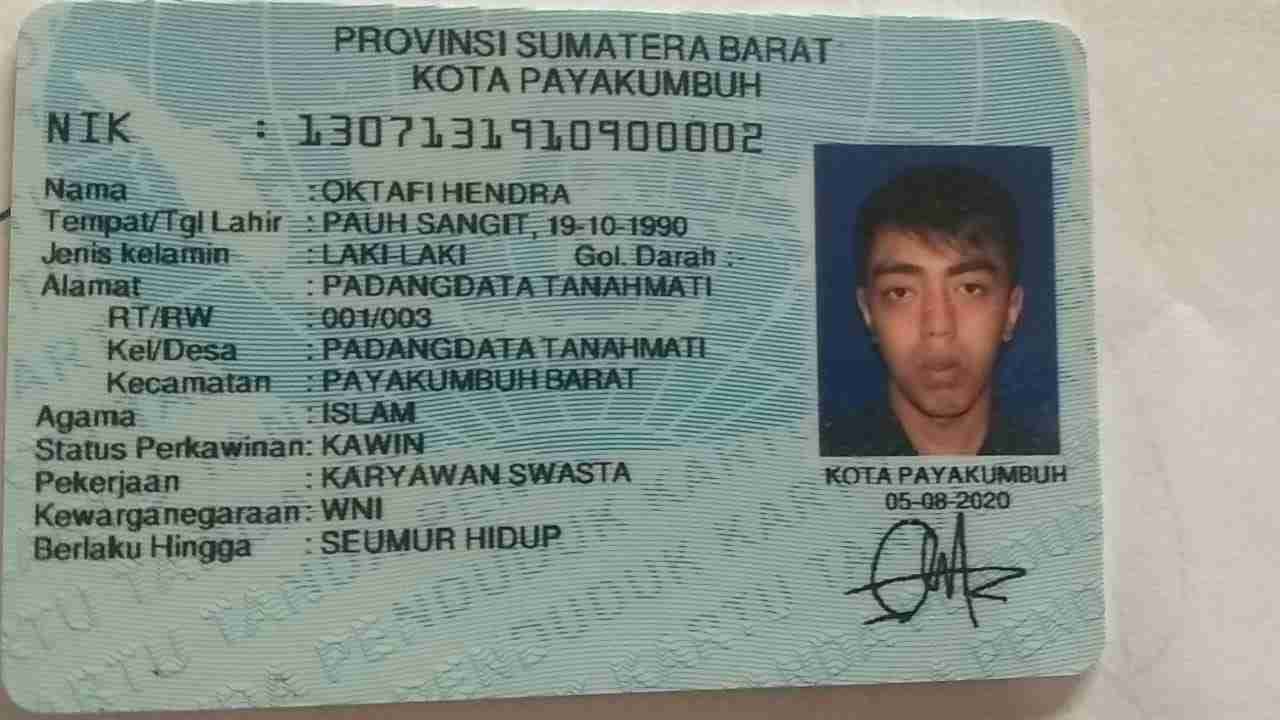 PROVINSI SUMATERA BARAT
KOTA PAYAKUMBUH
NIK : 1307131910900002
Nama : OKTAFI HENDRA
Tempat/Tgl Lahir : PAUH SANGIT, 19-10-1990
Jenis kelamin : LAKI-LAKI Gol. Darah : -
Alamat : PADANGDATA TANAHMATI
RT/RW : 001/003
Kel/Desa : PADANGDATA TANAHMATI
Kecamatan : PAYAKUMBUH BARAT
Agama : ISLAM
Status Perkawinan: KAWIN
Pekerjaan : KARYAWAN SWASTA
Kewarganegaraan: WNI
Berlaku Hingga : SEUMUR HIDUP
KOTA PAYAKUMBUH
05-08-2020